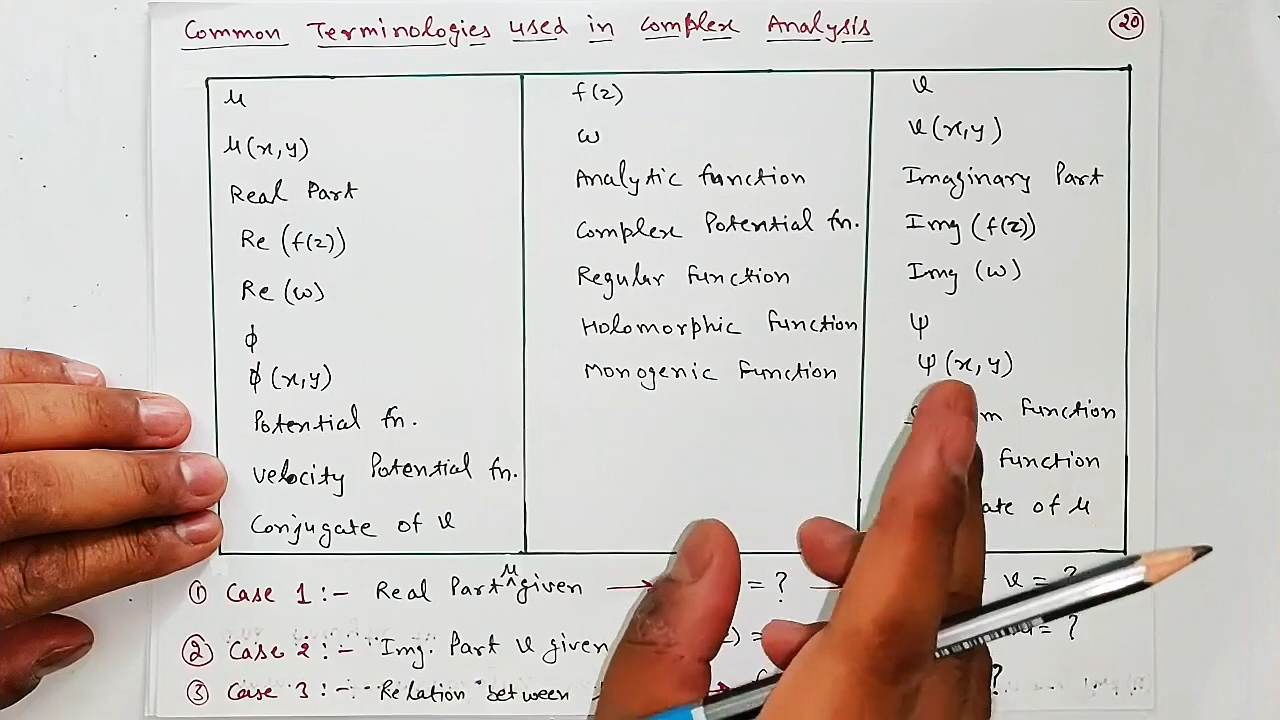 Common Terminologies used in Complex Analysis
20
u
u(x,y)
Real Part
Re (f(z))
Re (w)
ϕ
ϕ(x,y)
Potential fn.
velocity Potential fn.
Conjugate of v
f(z)
w
Analytic function
Complex Potential fn.
Regular function
Holomorphic function
Monogenic function
v
v(x,y)
Imaginary Part
Img (f(z))
Img (w)
ψ
ψ(x,y)
function
function
of u
① Case 1:- Real Part u given → = ? → v = ?
② Case 2:- Img. Part v given = ?
③ Case 3:- Relation between → ?